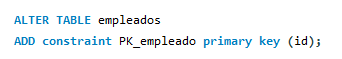 ALTER TABLE empleados
ADD constraint PK_empleado primary key (id);